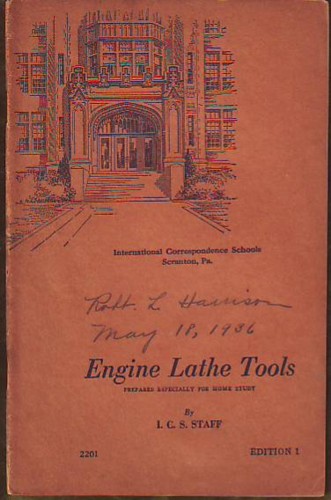 International Correspondence Schools
Scranton, Pa.
Robt. L Harrison
May 18, 1936
Engine Lathe Tools
PREPARED ESPECIALLY FOR HOME STUDY
By
I. C. S. STAFF
2201 EDITION 1